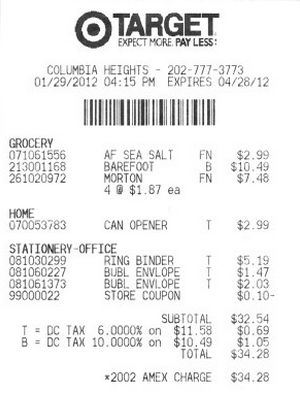 TARGET
EXPECT MORE. PAY LESS.
COLUMBIA HEIGHTS - 202-777-3773
01/29/2012 04:15 PM EXPIRES 04/28/12
GROCERY
071061556 AF SEA SALT FN $2.99
213001168 BAREFOOT B $10.49
261020972 MORTON FN $7.48
4 @ $1.87 ea
HOME
070053783 CAN OPENER T $2.99
STATIONERY-OFFICE
081030299 RING BINDER T $5.19
081060227 BUBL ENVLOPE T $1.47
081061373 BUBL ENVLOPE T $2.03
99000022 STORE COUPON $0.10-
SUBTOTAL $32.54
T = DC TAX 6.0000% on $11.58 $0.69
B = DC TAX 10.0000% on $10.49 $1.05
TOTAL $34.28
*2002 AMEX CHARGE $34.28